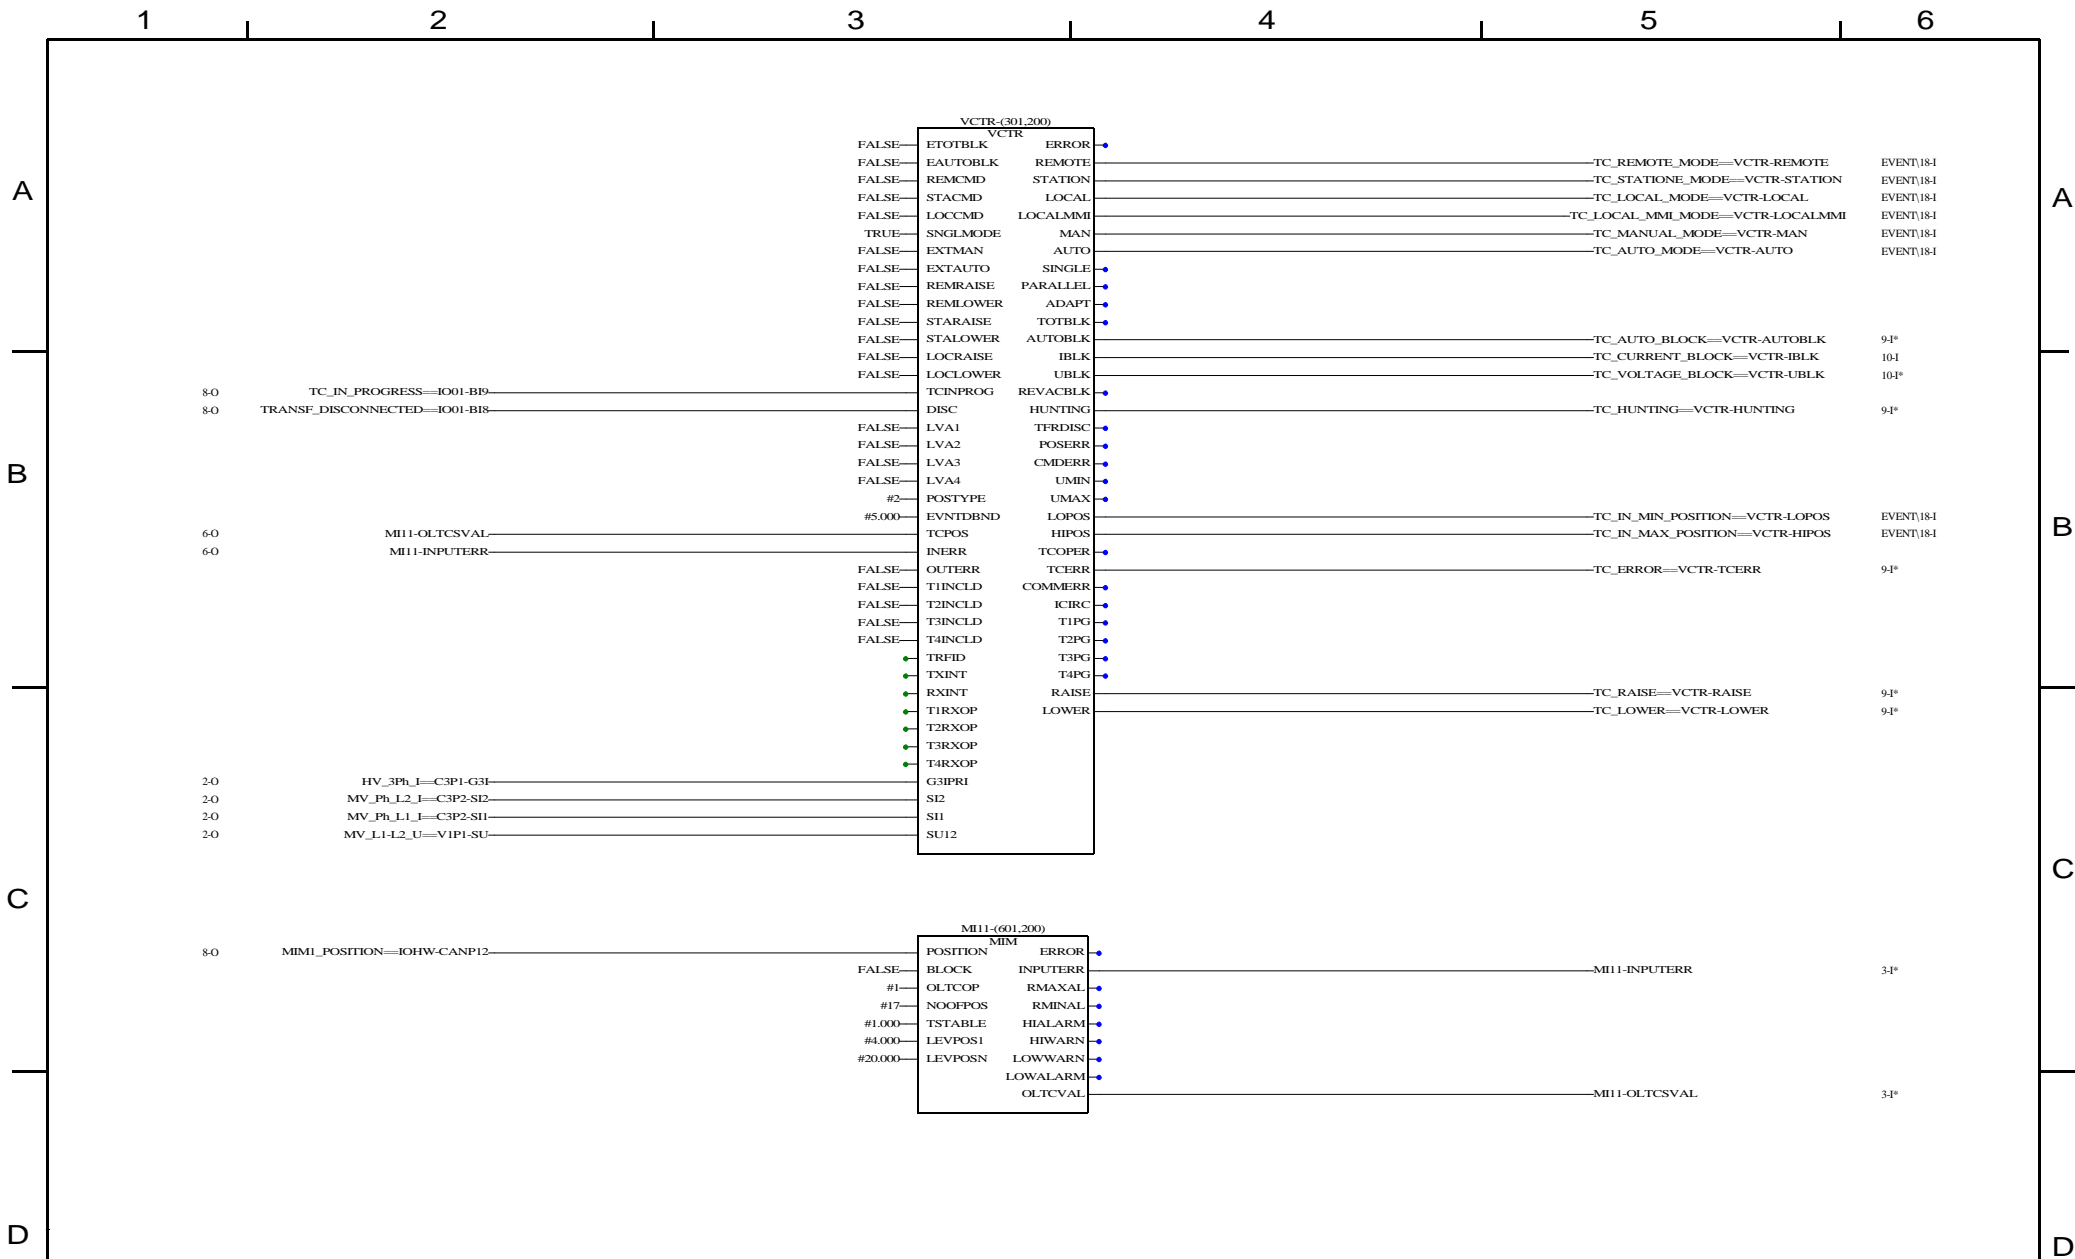 1 2 3 4 5 6
VCTR-(301,200)
VCTR
FALSE ETOTBLK ERROR
FALSE EAUTOBLK REMOTE TC_REMOTE_MODE==VCTR-REMOTE EVENT\18-I
FALSE REMCMD STATION TC_STATIONE_MODE==VCTR-STATION EVENT\18-I
A FALSE STACMD LOCAL TC_LOCAL_MODE==VCTR-LOCAL EVENT\18-I A
FALSE LOCCMD LOCALMMI TC_LOCAL_MMI_MODE==VCTR-LOCALMMI EVENT\18-I
TRUE SNGLMODE MAN TC_MANUAL_MODE==VCTR-MAN EVENT\18-I
FALSE EXTMAN AUTO TC_AUTO_MODE==VCTR-AUTO EVENT\18-I
FALSE EXTAUTO SINGLE
FALSE REMRAISE PARALLEL
FALSE REMLOWER ADAPT
FALSE STARAISE TOTBLK
FALSE STALOWER AUTOBLK TC_AUTO_BLOCK==VCTR-AUTOBLK 9-I*
FALSE LOCRAISE IBLK TC_CURRENT_BLOCK==VCTR-IBLK 10-I
FALSE LOCLOWER UBLK TC_VOLTAGE_BLOCK==VCTR-UBLK 10-I*
8-O TC_IN_PROGRESS==IO01-BI9 TCINPROG REVACBLK
8-O TRANSF_DISCONNECTED==IO01-BI8 DISC HUNTING TC_HUNTING==VCTR-HUNTING 9-I*
FALSE LVA1 TFRDISC
FALSE LVA2 POSERR
B FALSE LVA3 CMDERR
FALSE LVA4 UMIN
#2 POSTYPE UMAX
#5.000 EVNTDBND LOPOS TC_IN_MIN_POSITION==VCTR-LOPOS EVENT\18-I
6-O MI11-OLTCSVAL TCPOS HIPOS TC_IN_MAX_POSITION==VCTR-HIPOS EVENT\18-I B
6-O MI11-INPUTERR INERR TCOPER
FALSE OUTERR TCERR TC_ERROR==VCTR-TCERR 9-I*
FALSE T1INCLD COMMERR
FALSE T2INCLD ICIRC
FALSE T3INCLD T1PG
FALSE T4INCLD T2PG
TRFID T3PG
TXINT T4PG
RXINT RAISE TC_RAISE==VCTR-RAISE 9-I*
T1RXOP LOWER TC_LOWER==VCTR-LOWER 9-I*
T2RXOP
T3RXOP
T4RXOP
2-O HV_3Ph_I==C3P1-G3I G3IPRI
2-O MV_Ph_L2_I==C3P2-SI2 SI2
2-O MV_Ph_L1_I==C3P2-SI1 SI1
2-O MV_L1-L2_U==V1P1-SU SU12
C C
MI11-(601,200)
MIM
8-O MIM1_POSITION==IOHW-CANP12 POSITION ERROR
FALSE BLOCK INPUTERR MI11-INPUTERR 3-I*
#1 OLTCOP RMAXAL
#17 NOOFPOS RMINAL
#1.000 TSTABLE HIALARM
#4.000 LEVPOS1 HIWARN
#20.000 LEVPOSN LOWWARN
LOWALARM
OLTCVAL MI11-OLTCSVAL 3-I*
D D